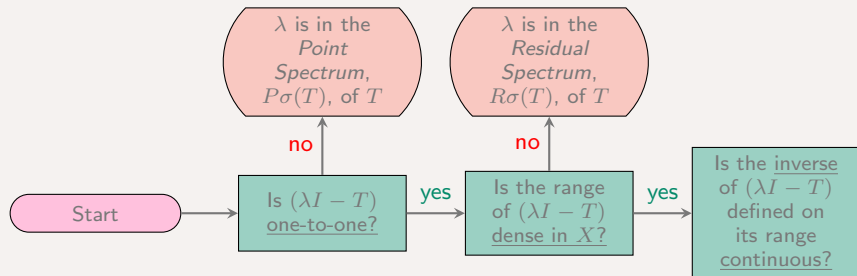 λ is in the
Point
Spectrum,
Pσ(T), of T
λ is in the
Residual
Spectrum,
Rσ(T), of T
no
no
Start
Is (λI − T)
one-to-one?
yes
Is the range
of (λI − T)
dense in X?
yes
Is the inverse
of (λI − T)
defined on
its range
continuous?